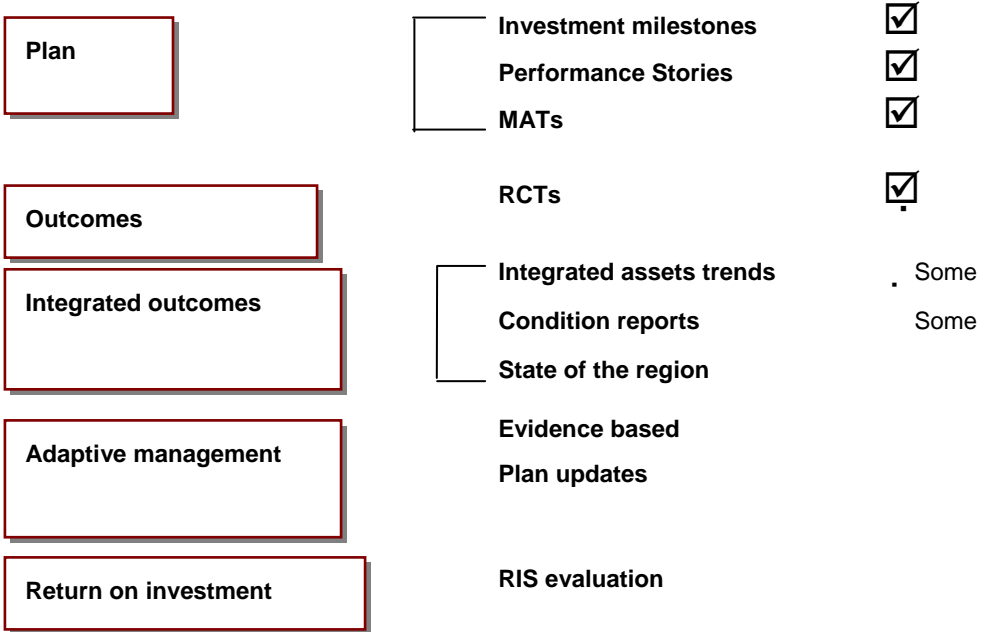 Plan
Investment milestones
Performance Stories
MATs
Outcomes
RCTs
Integrated outcomes
Integrated assets trends Some
Condition reports Some
State of the region
Adaptive management
Evidence based
Plan updates
Return on investment
RIS evaluation